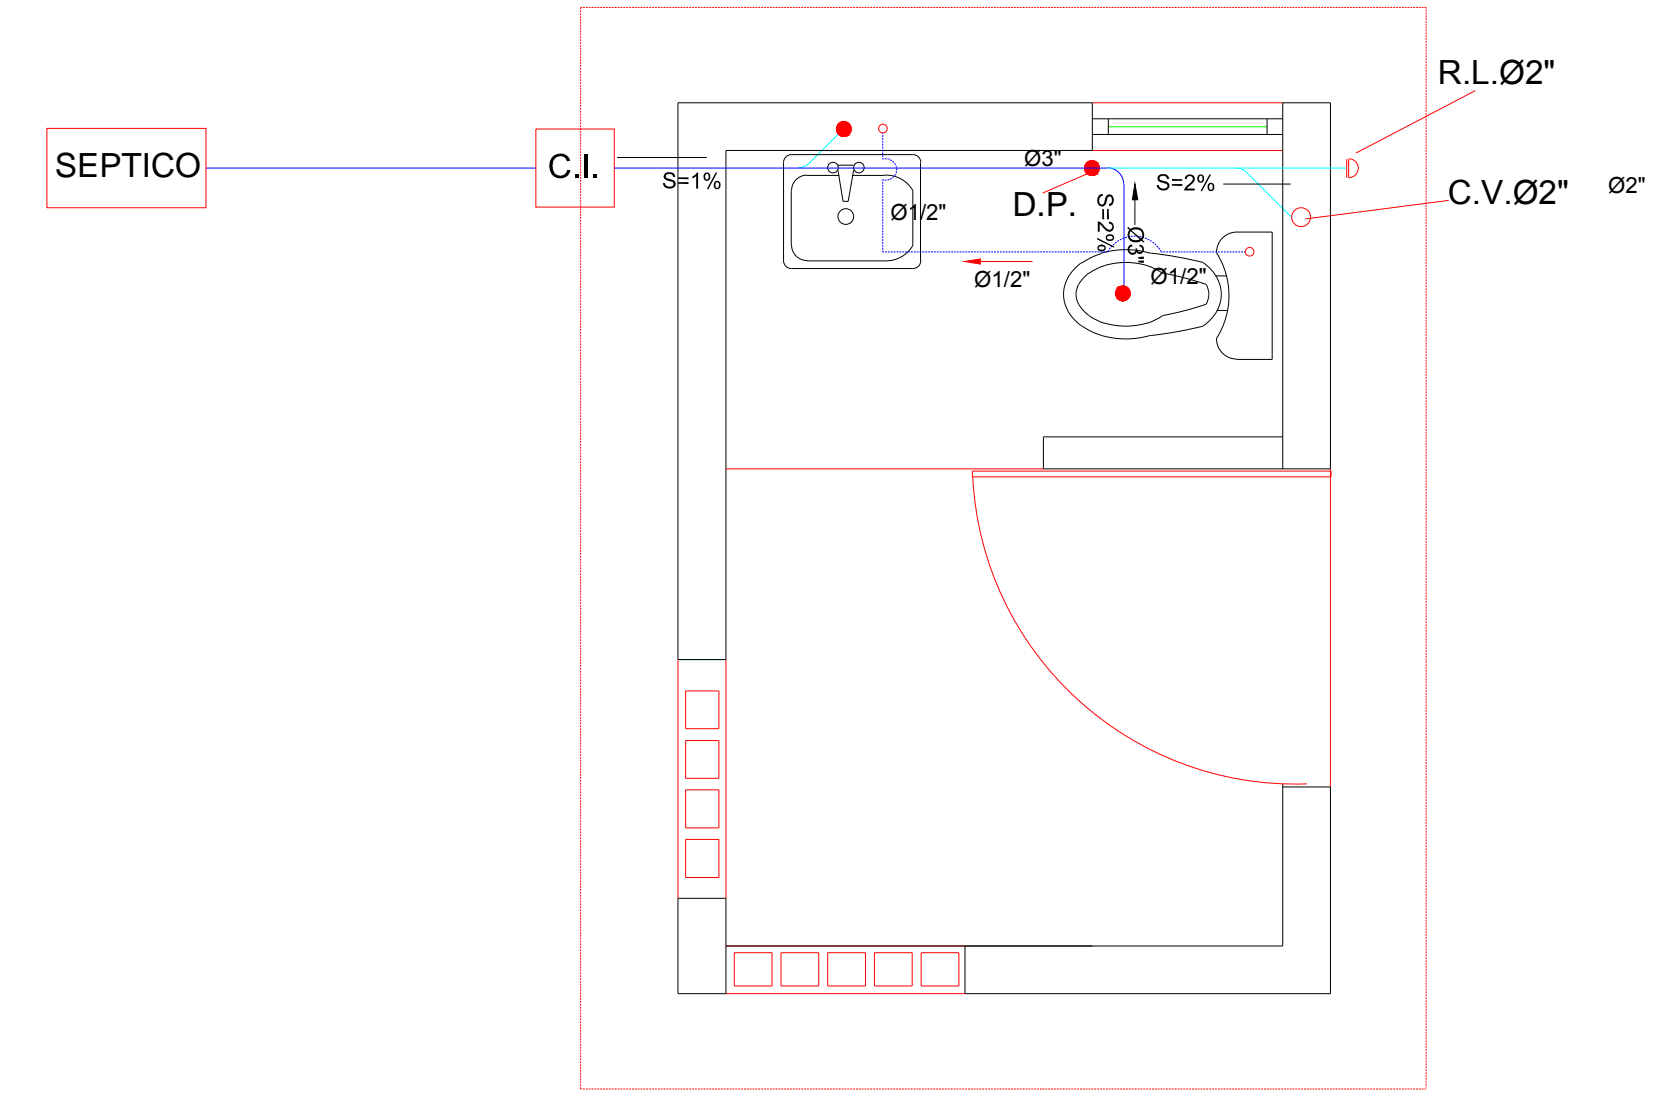 R.L.Ø2"
SEPTICO
C.I.
S=1%
Ø3"
D.P.
S=2%
C.V.Ø2"
Ø2"
Ø1/2"
S=2%
Ø3"
Ø1/2"
Ø1/2"